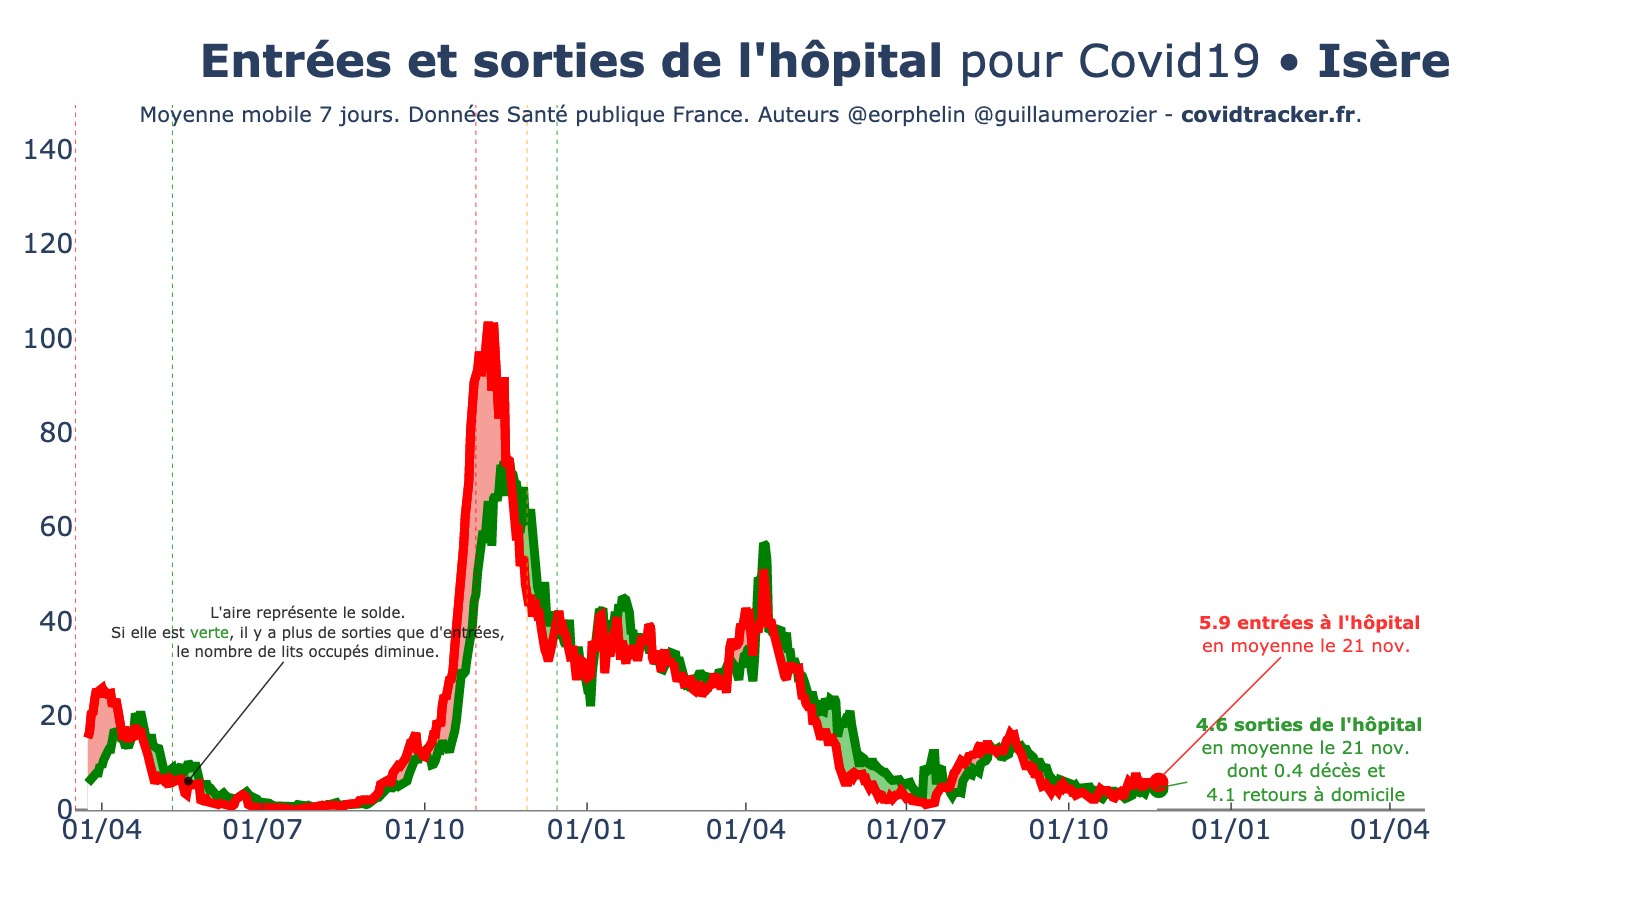 Entrées et sorties de l'hôpital pour Covid19 • Isère
Moyenne mobile 7 jours. Données Santé publique France. Auteurs @eorphelin @guillaumerozier - covidtracker.fr.
140
120
100
80
60
40
20
0
L'aire représente le solde.
Si elle est verte, il y a plus de sorties que d'entrées,
le nombre de lits occupés diminue.
5.9 entrées à l'hôpital
en moyenne le 21 nov.
4.6 sorties de l'hôpital
en moyenne le 21 nov.
dont 0.4 décès et
4.1 retours à domicile
01/04 01/07 01/10 01/01 01/04 01/07 01/10 01/01 01/04